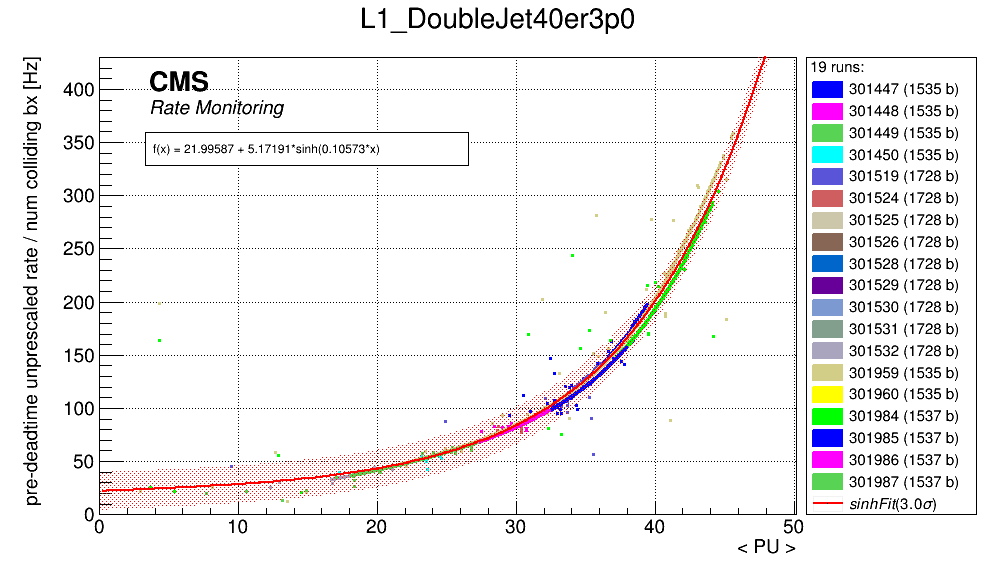 L1_DoubleJet40er3p0
pre-deadtime unprescaled rate / num colliding bx [Hz]
CMS
Rate Monitoring
f(x) = 21.99587 + 5.17191*sinh(0.10573*x)
400
350
300
250
200
150
100
50
0
0 10 20 30 40 50
< PU >
19 runs:
301447 (1535 b)
301448 (1535 b)
301449 (1535 b)
301450 (1535 b)
301519 (1728 b)
301524 (1728 b)
301525 (1728 b)
301526 (1728 b)
301528 (1728 b)
301529 (1728 b)
301530 (1728 b)
301531 (1728 b)
301532 (1728 b)
301959 (1535 b)
301960 (1535 b)
301984 (1537 b)
301985 (1537 b)
301986 (1537 b)
301987 (1537 b)
sinhFit(3.0σ)